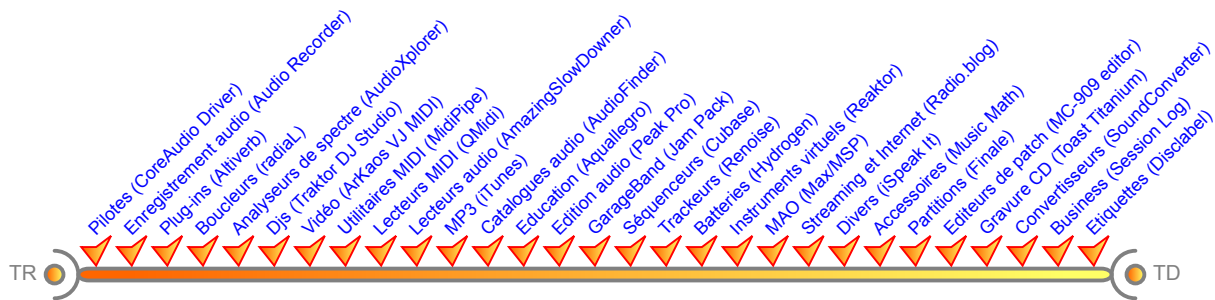 Pilotes (CoreAudio Driver)
Enregistrement audio (Audio Recorder)
Plug-ins (Altiverb)
Boucleurs (radiaL)
Analyseurs de spectre (AudioXplorer)
Djs (Traktor DJ Studio)
Vidéo (ArKaos VJ MIDI)
Utilitaires MIDI (MidiPipe)
Lecteurs MIDI (QMidi)
Lecteurs audio (AmazingSlowDowner)
MP3 (iTunes)
Catalogues audio (AudioFinder)
Education (Aquallegro)
Edition audio (Peak Pro)
GarageBand (Jam Pack)
Séquenceurs (Cubase)
Trackeurs (Renoise)
Batteries (Hydrogen)
Instruments virtuels (Reaktor)
MAO (Max/MSP)
Streaming et Internet (Radio.blog)
Divers (iSpeak It)
Accessoires (Music Math)
Partitions (Finale)
Editeurs de patch (MC-909 editor)
Gravure CD (Toast Titanium)
Convertisseurs (SoundConverter)
Business (Session Log)
Etiquettes (Disclabel)
TR
TD